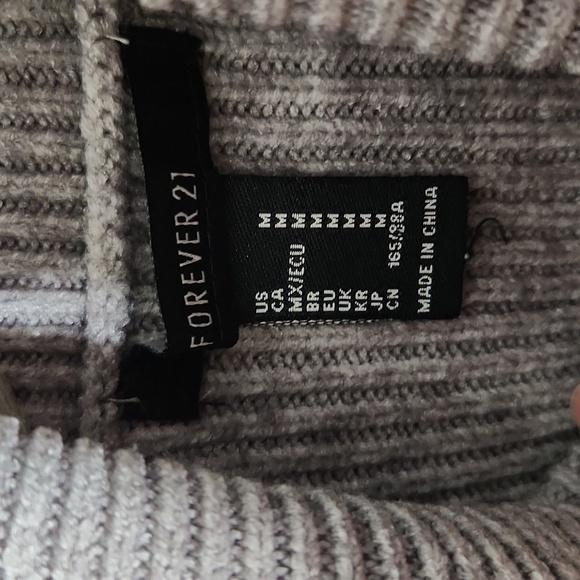 FOREVER 21
US M
CA M
MX/ECU M
BR M
EU M
UK M
KR M
JP M
CN 165/88A
MADE IN CHINA